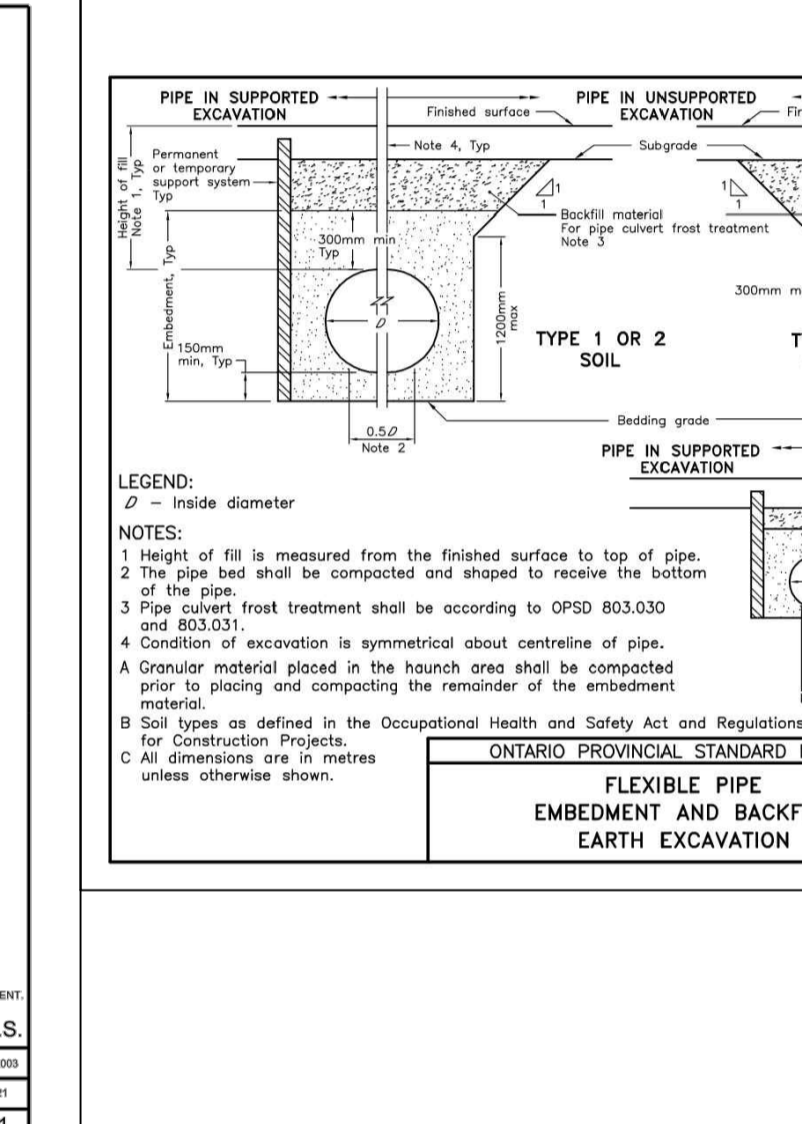 PIPE IN SUPPORTED
EXCAVATION
Finished surface
PIPE IN UNSUPPORTED
EXCAVATION
Note 4, Typ
Subgrade
Height of fill
Note 1, Typ
Permanent
or temporary
support system
Typ
1
1
1
1
Backfill material
For pipe culvert frost treatment
Note 3
300mm min
Typ
Embedment, Typ
300mm m
D
1200mm
max
TYPE 1 OR 2
SOIL
150mm
min, Typ
Bedding grade
0.5D
Note 2
PIPE IN SUPPORTED
EXCAVATION
LEGEND:
D – Inside diameter
NOTES:
1 Height of fill is measured from the finished surface to top of pipe.
2 The pipe bed shall be compacted and shaped to receive the bottom
of the pipe.
3 Pipe culvert frost treatment shall be according to OPSD 803.030
and 803.031.
4 Condition of excavation is symmetrical about centreline of pipe.
A Granular material placed in the haunch area shall be compacted
prior to placing and compacting the remainder of the embedment
material.
B Soil types as defined in the Occupational Health and Safety Act and Regulations
for Construction Projects.
C All dimensions are in metres
unless otherwise shown.
ONTARIO PROVINCIAL STANDARD
FLEXIBLE PIPE
EMBEDMENT AND BACKF
EARTH EXCAVATION
ENT.
.S.
003
21